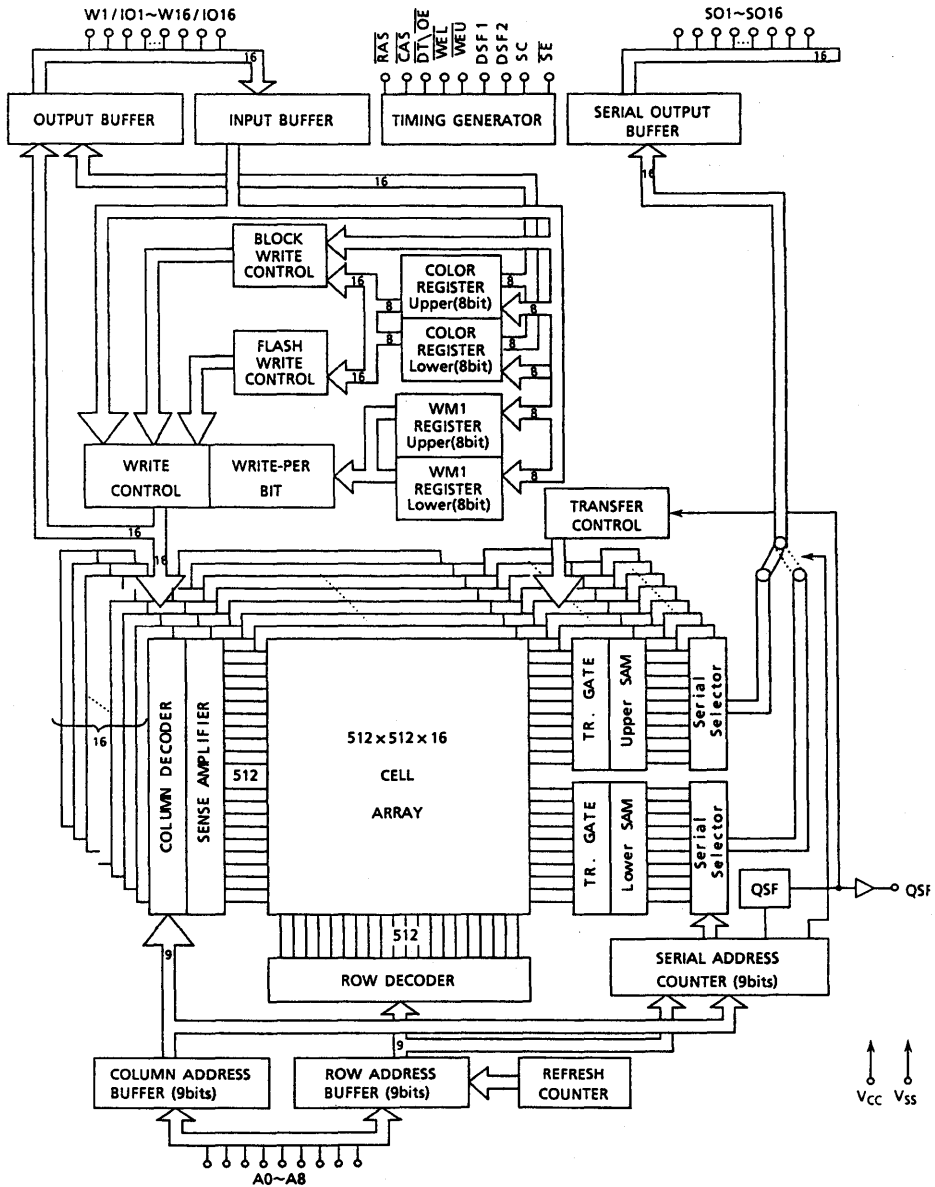 W1/IO1~W16/IO16
SO1~SO16
RAS
CAS
DT\OE
WEL
WEU
DSF1
DSF2
SC
SE
16
OUTPUT BUFFER
INPUT BUFFER
TIMING GENERATOR
SERIAL OUTPUT
BUFFER
16
16
16
BLOCK
WRITE
CONTROL
16
8
COLOR
REGISTER
Upper(8bit)
8
8
FLASH
WRITE
CONTROL
16
8
COLOR
REGISTER
Lower(8bit)
8
8
WM1
REGISTER
Upper(8bit)
8
WRITE
CONTROL
WRITE-PER
BIT
WM1
REGISTER
Lower(8bit)
8
TRANSFER
CONTROL
16
16
16
COLUMN DECODER
SENSE AMPLIFIER
512
512×512×16
CELL
ARRAY
TR. GATE
Upper SAM
Serial
Selector
TR. GATE
Lower SAM
Serial
Selector
QSF
QSF
512
ROW DECODER
SERIAL ADDRESS
COUNTER (9bits)
9
9
COLUMN ADDRESS
BUFFER (9bits)
ROW ADDRESS
BUFFER (9bits)
REFRESH
COUNTER
VCC
VSS
A0~A8